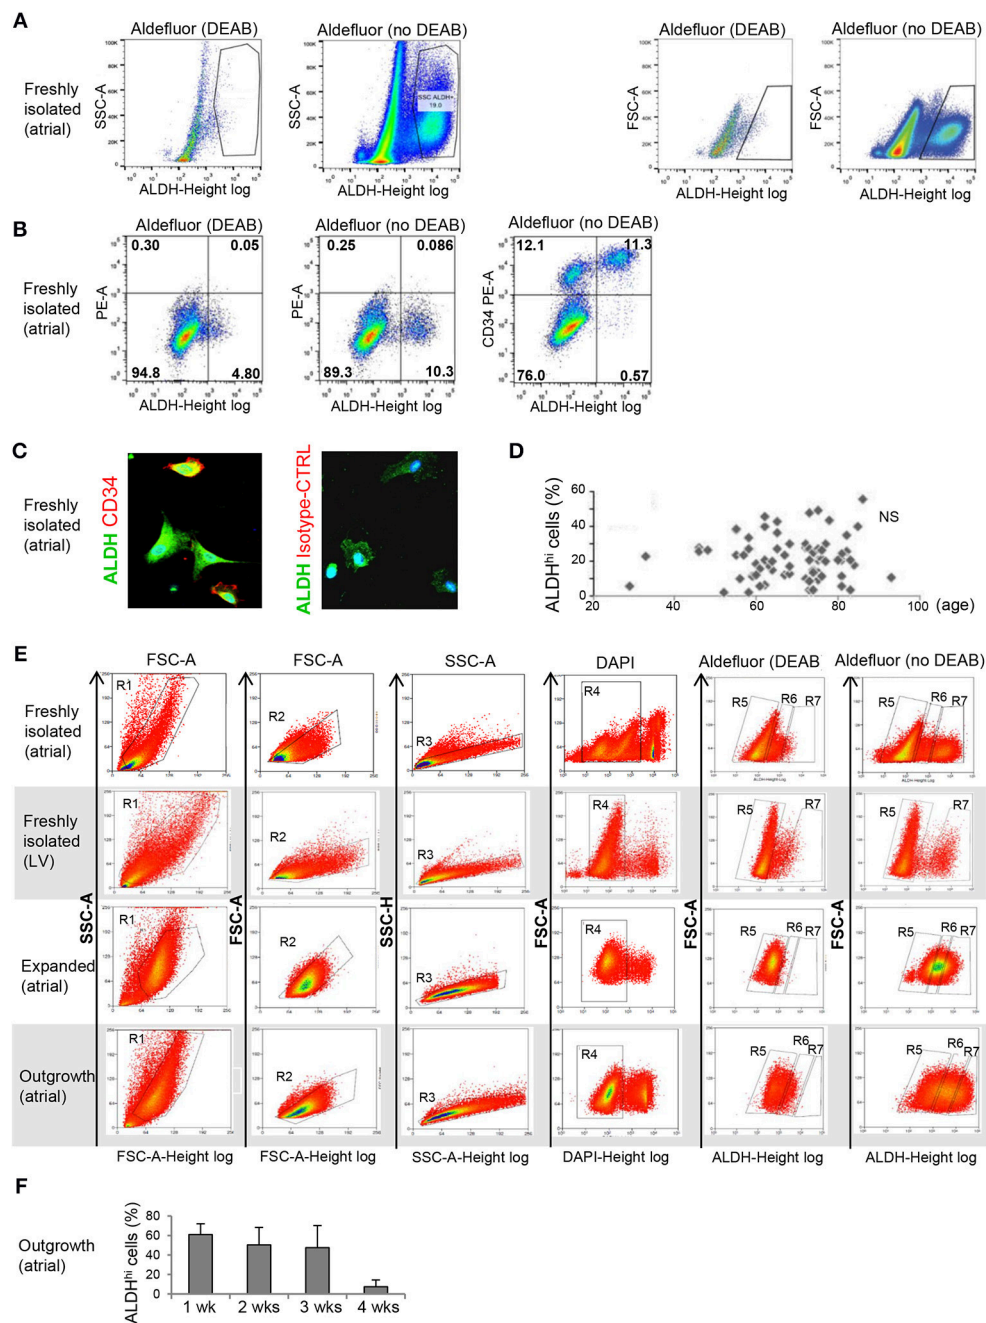 A
Aldefluor (DEAB)
Aldefluor (no DEAB)
Aldefluor (DEAB)
Aldefluor (no DEAB)
Freshly
isolated
(atrial)
SSC-A
SSC-A
FSC-A
FSC-A
SSC ALDH+
19.0
ALDH-Height log
ALDH-Height log
ALDH-Height log
ALDH-Height log
B
Aldefluor (DEAB)
Aldefluor (no DEAB)
Aldefluor (no DEAB)
Freshly
isolated
(atrial)
PE-A
0.30
0.05
94.8
4.80
PE-A
0.25
0.086
89.3
10.3
CD34 PE-A
12.1
11.3
76.0
0.57
ALDH-Height log
ALDH-Height log
ALDH-Height log
C
Freshly
isolated
(atrial)
ALDH CD34
ALDH Isotype-CTRL
D
ALDHhi cells (%)
60
40
20
0
NS
20
40
60
80
100
(age)
E
FSC-A
FSC-A
SSC-A
DAPI
Aldefluor (DEAB
Aldefluor (no DEAB)
Freshly
isolated
(atrial)
R1
R2
R3
R4
R5
R6
R7
R5
R6
R7
Freshly
isolated
(LV)
R1
R2
R3
R4
R5
R7
R5
R7
SSC-A
FSC-A
SSC-H
FSC-A
FSC-A
FSC-A
Expanded
(atrial)
R1
R2
R3
R4
R5
R6
R7
R5
R6
R7
Outgrowth
(atrial)
R1
R2
R3
R4
R5
R6
R7
R5
R6
R7
FSC-A-Height log
FSC-A-Height log
SSC-A-Height log
DAPI-Height log
ALDH-Height log
ALDH-Height log
F
Outgrowth
(atrial)
ALDHhi cells (%)
80
60
40
20
0
1 wk
2 wks
3 wks
4 wks